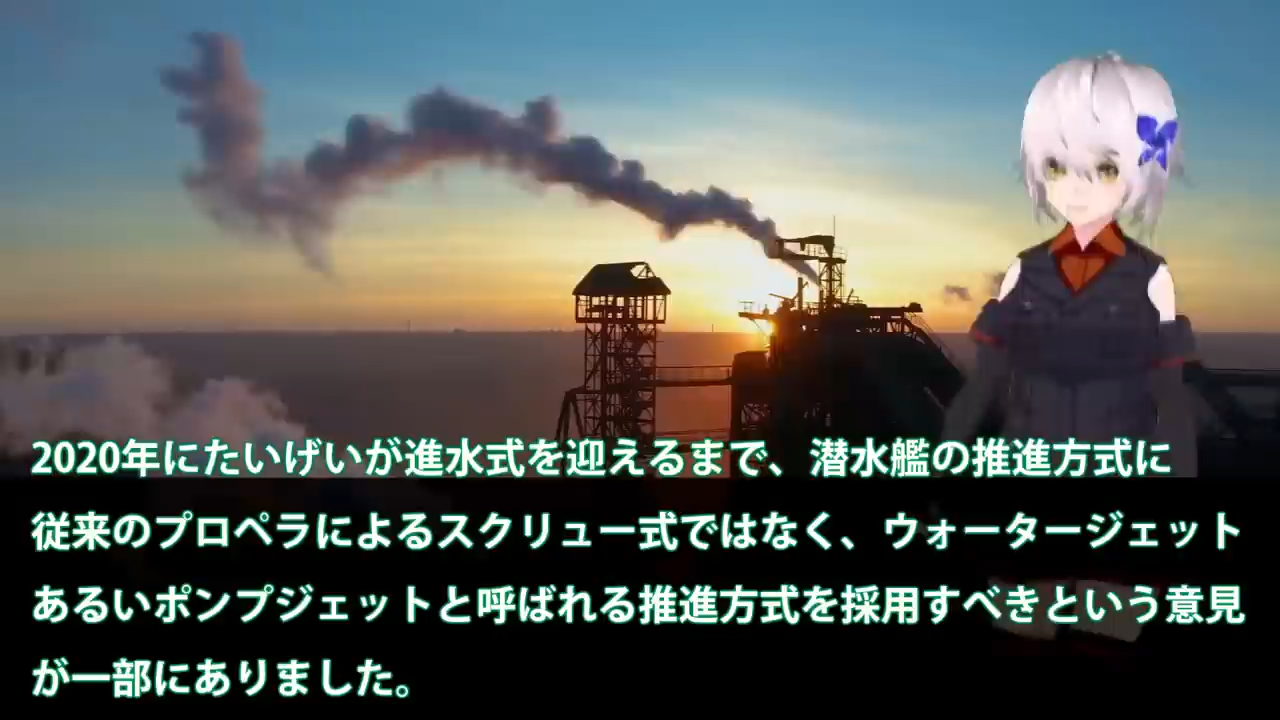 2020年にたいげいが進水式を迎えるまで、潜水艦の推進方式に
従来のプロペラによるスクリュー式ではなく、ウォータージェット
あるいポンプジェットと呼ばれる推進方式を採用すべきという意見
が一部にありました。